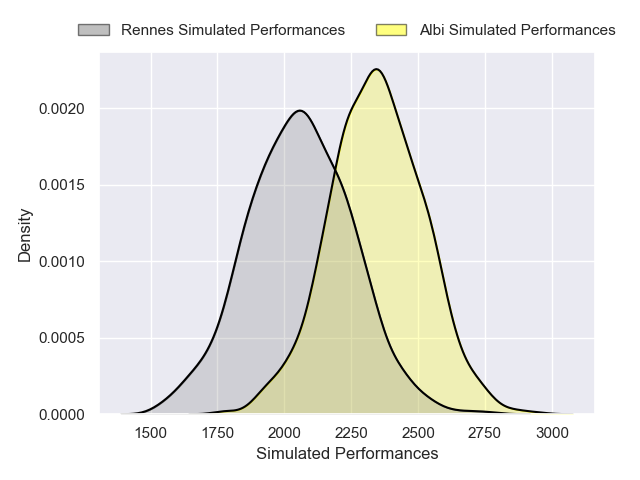 Rennes Simulated Performances Albi Simulated Performances
0.0020
0.0015
0.0010
0.0005
0.0000
Density
1500 1750 2000 2250 2500 2750 3000
Simulated Performances